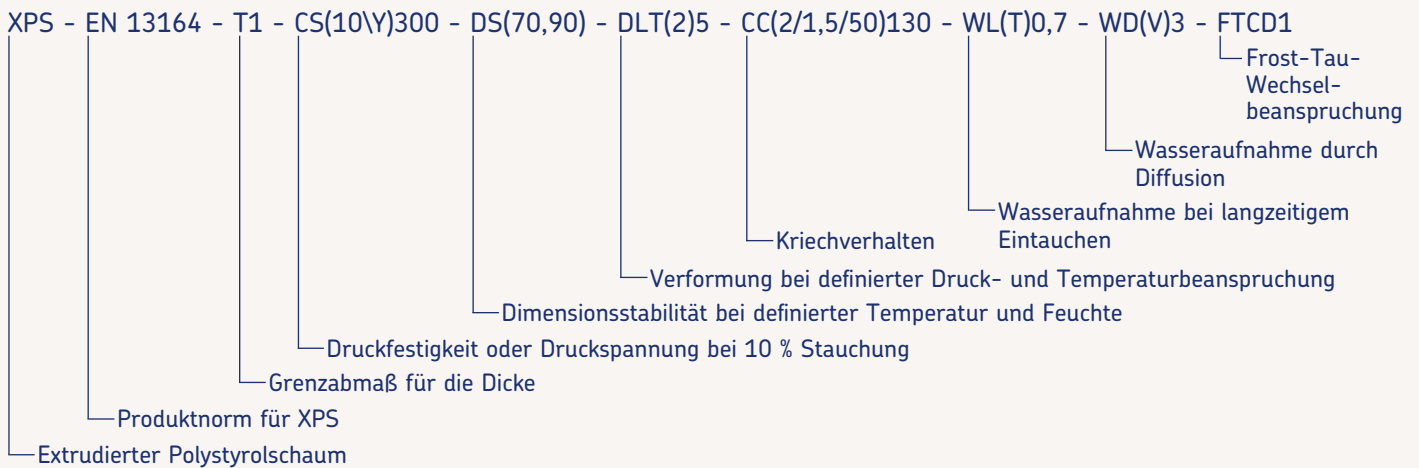 XPS - EN 13164 - T1 - CS(10\Y)300 - DS(70,90) - DLT(2)5 - CC(2/1,5/50)130 - WL(T)0,7 - WD(V)3 - FTCD1
Frost-Tau-
Wechsel-
beanspruchung
Wasseraufnahme durch
Diffusion
Wasseraufnahme bei langzeitigem
Eintauchen
Kriechverhalten
Verformung bei definierter Druck- und Temperaturbeanspruchung
Dimensionsstabilität bei definierter Temperatur und Feuchte
Druckfestigkeit oder Druckspannung bei 10 % Stauchung
Grenzabmaß für die Dicke
Produktnorm für XPS
Extrudierter Polystyrolschaum